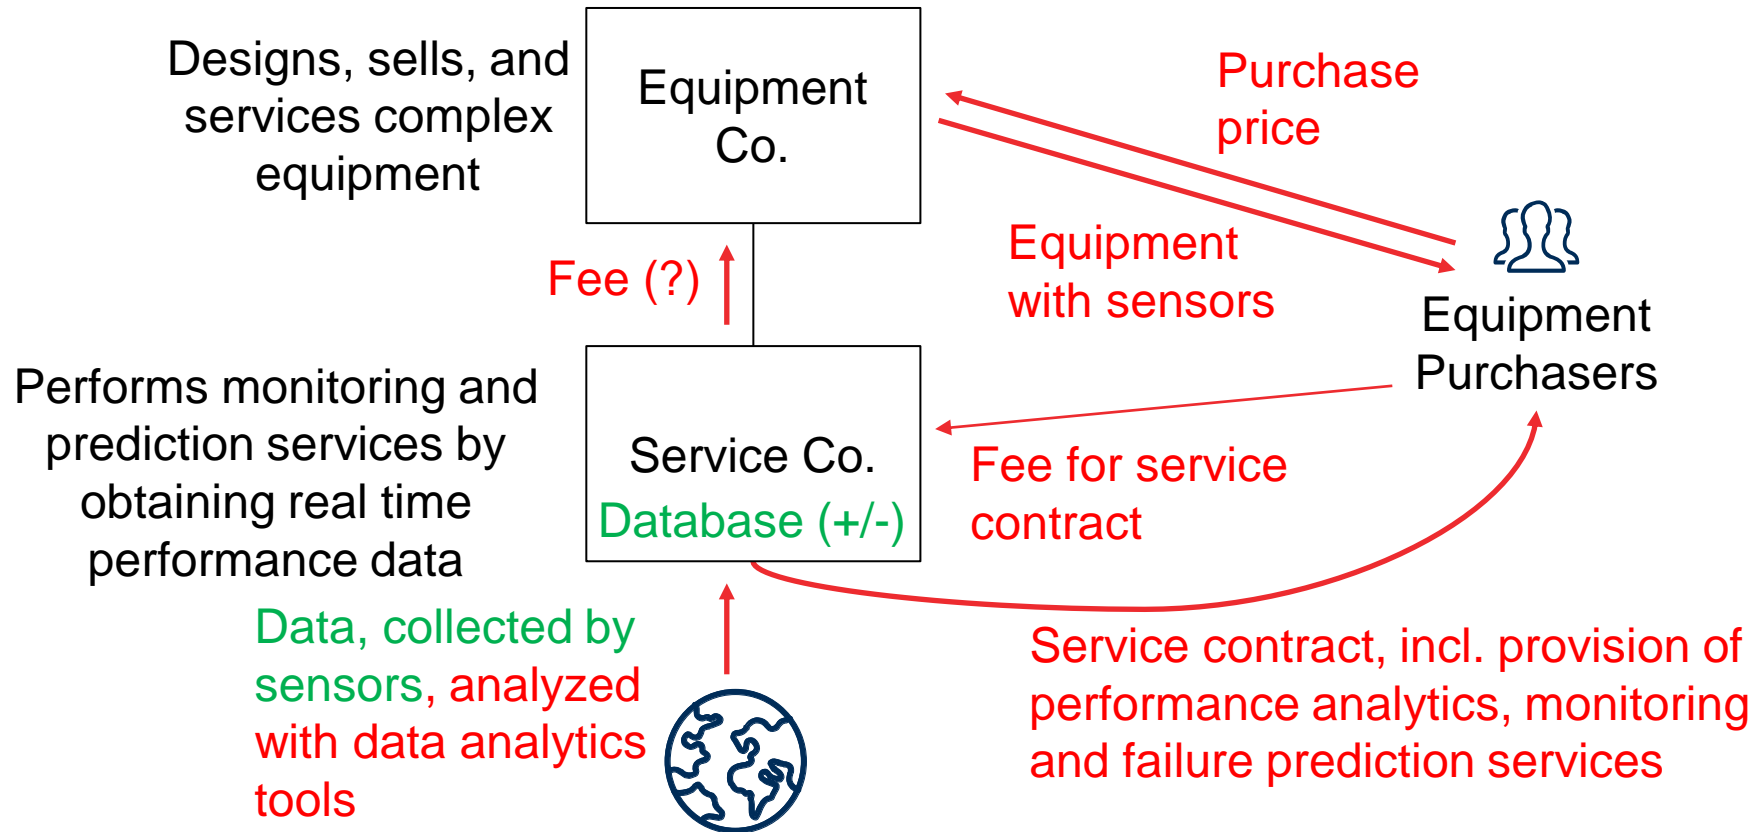 Designs, sells, and
services complex
equipment
Equipment
Co.
Purchase
price
Equipment
with sensors
Fee (?)
Equipment
Purchasers
Performs monitoring and
prediction services by
obtaining real time
performance data
Service Co.
Database (+/-)
Fee for service
contract
Data, collected by
sensors, analyzed
with data analytics
tools
Service contract, incl. provision of
performance analytics, monitoring
and failure prediction services